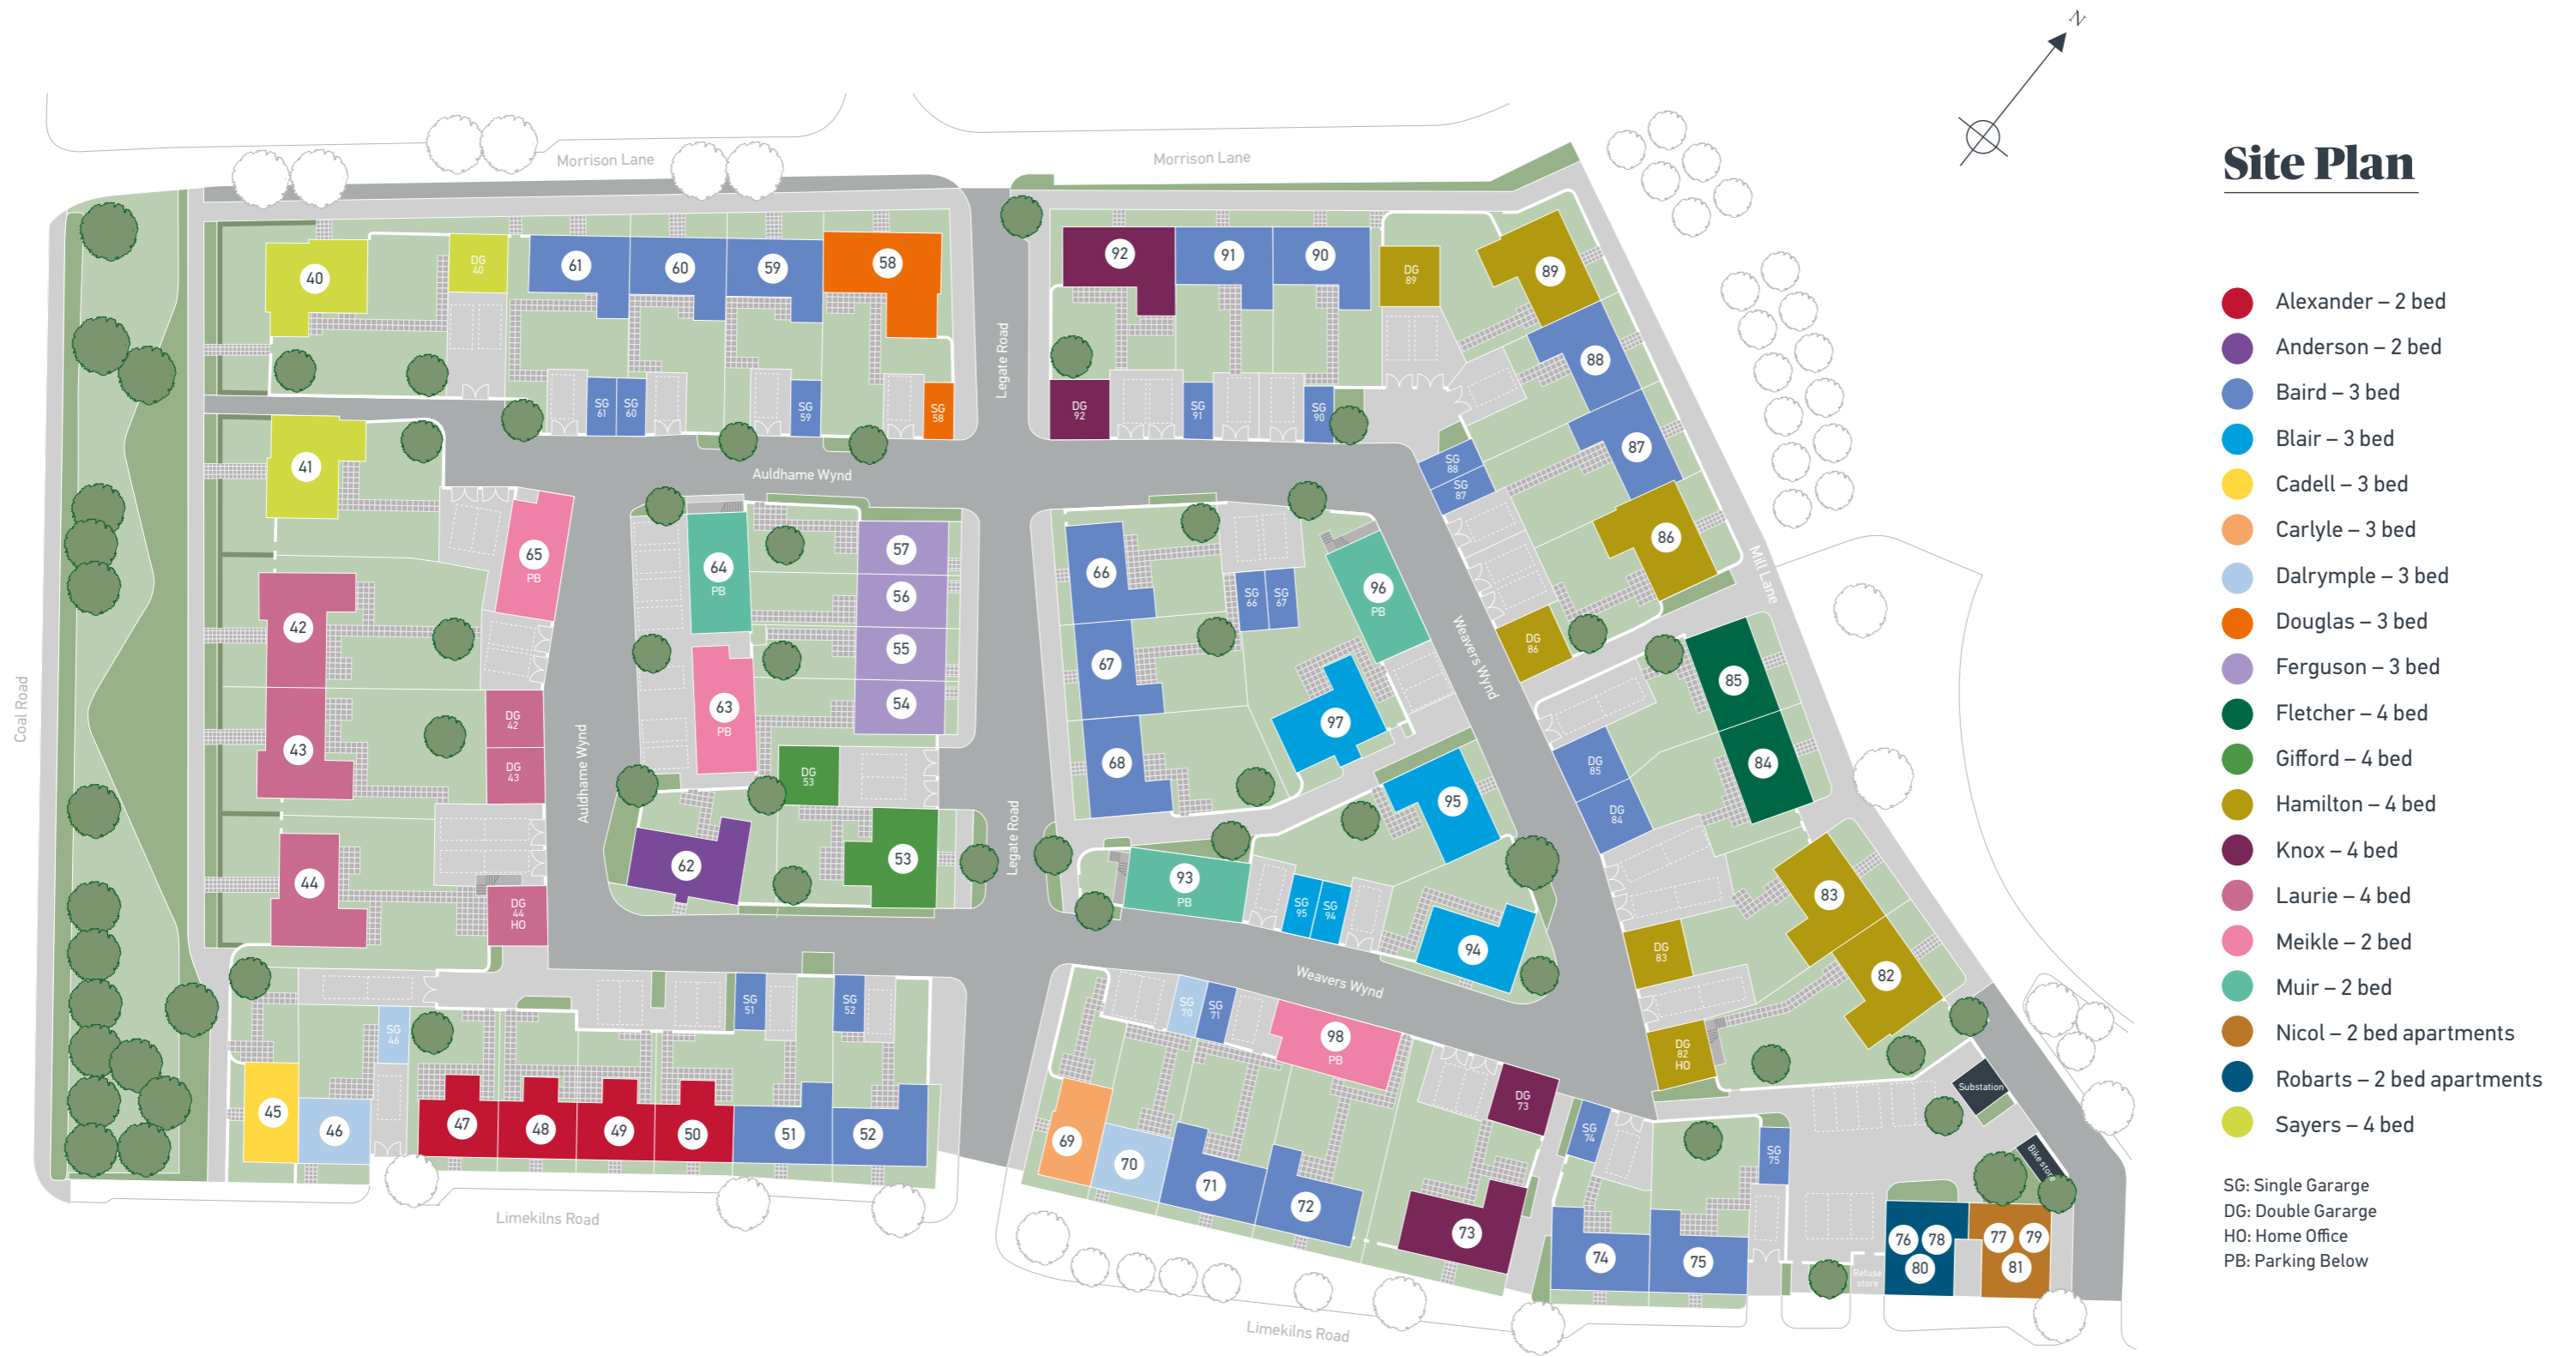 N
Site Plan
Alexander – 2 bed
Anderson – 2 bed
Baird – 3 bed
Blair – 3 bed
Cadell – 3 bed
Carlyle – 3 bed
Dalrymple – 3 bed
Douglas – 3 bed
Ferguson – 3 bed
Fletcher – 4 bed
Gifford – 4 bed
Hamilton – 4 bed
Knox – 4 bed
Laurie – 4 bed
Meikle – 2 bed
Muir – 2 bed
Nicol – 2 bed apartments
Robarts – 2 bed apartments
Sayers – 4 bed
SG: Single Gararge
DG: Double Gararge
HO: Home Office
PB: Parking Below
Morrison Lane
Morrison Lane
40
DG
40
61
60
59
58
SG
61
SG
60
SG
59
SG
58
92
91
90
DG
89
89
88
87
86
DG
92
SG
91
SG
90
SG
88
SG
87
DG
86
Legate Road
Auldhame Wynd
41
65
PB
42
43
44
DG
42
DG
43
DG
44
HO
Coal Road
Auldhame Wynd
64
PB
63
PB
57
56
55
54
DG
53
62
53
Legate Road
66
67
68
SG
66
SG
67
96
PB
97
95
93
PB
SG
95
SG
94
94
Weavers Wynd
Weavers Wynd
Mill Lane
85
84
DG
85
DG
84
83
82
DG
83
DG
82
HO
Substation
Bike store
SG
51
SG
52
SG
46
45
46
47
48
49
50
51
52
Limekilns Road
SG
70
SG
71
98
PB
DG
73
69
70
71
72
73
SG
74
SG
75
74
75
Refuse
store
76
78
80
77
79
81
Limekilns Road